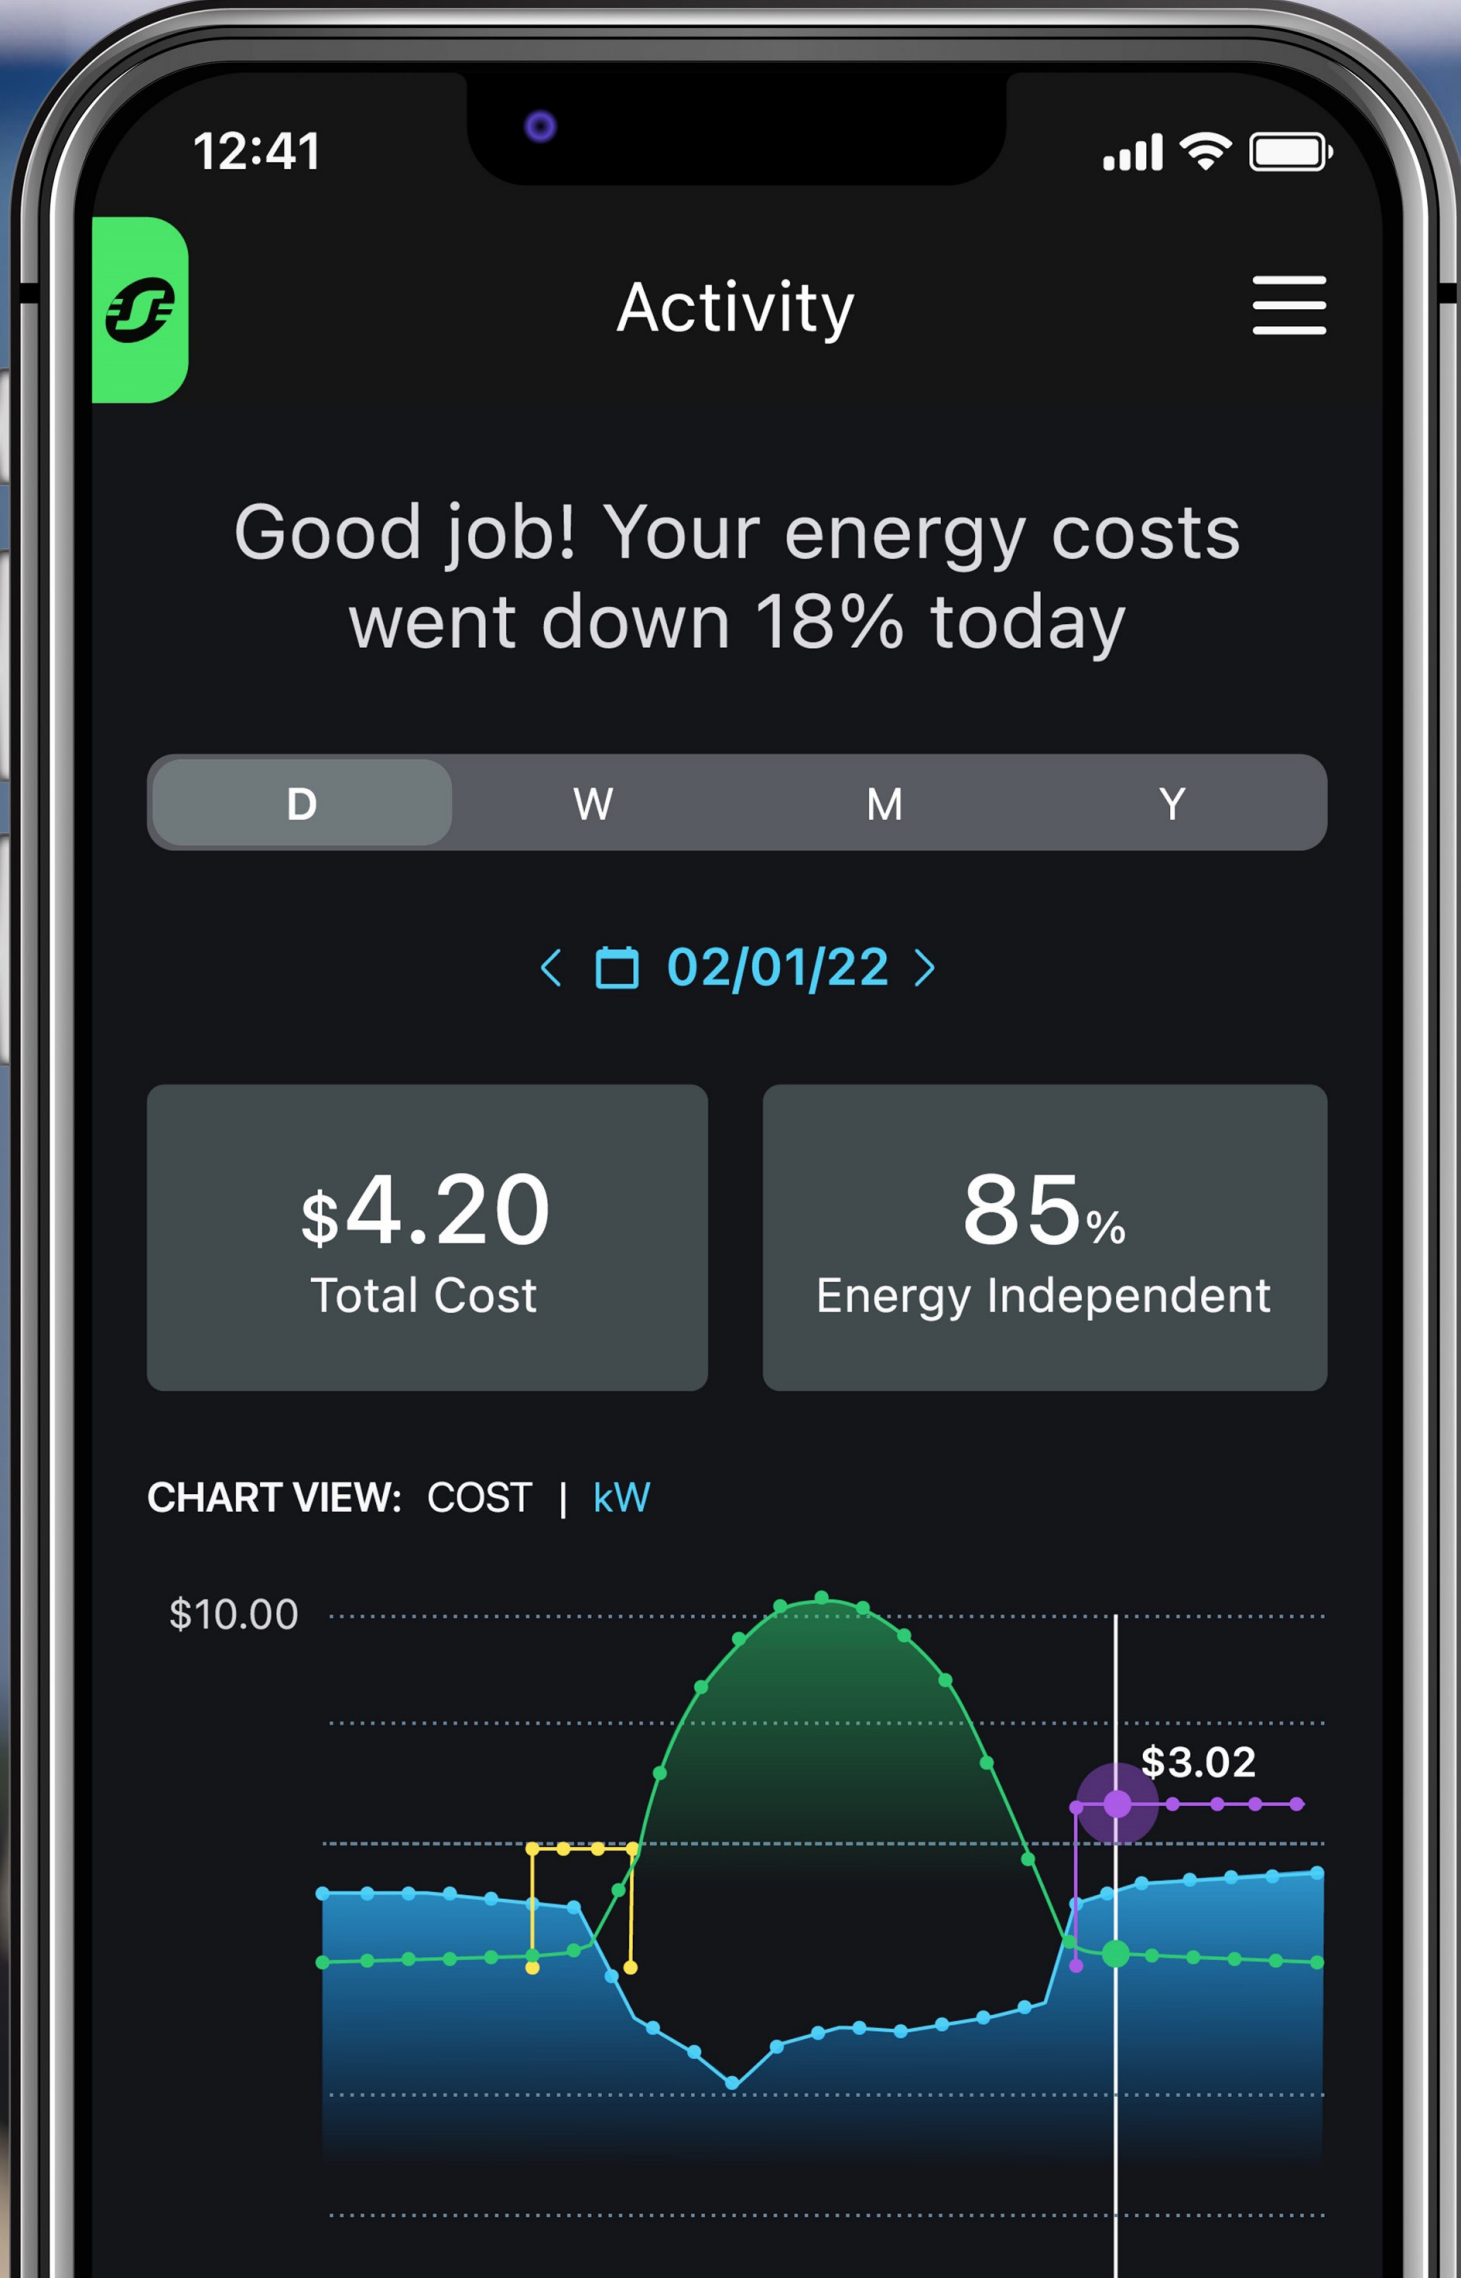 12:41
Activity
Good job! Your energy costs
went down 18% today
D W M Y
02/01/22
$4.20
Total Cost
85%
Energy Independent
CHART VIEW: COST | kW
$10.00
$3.02